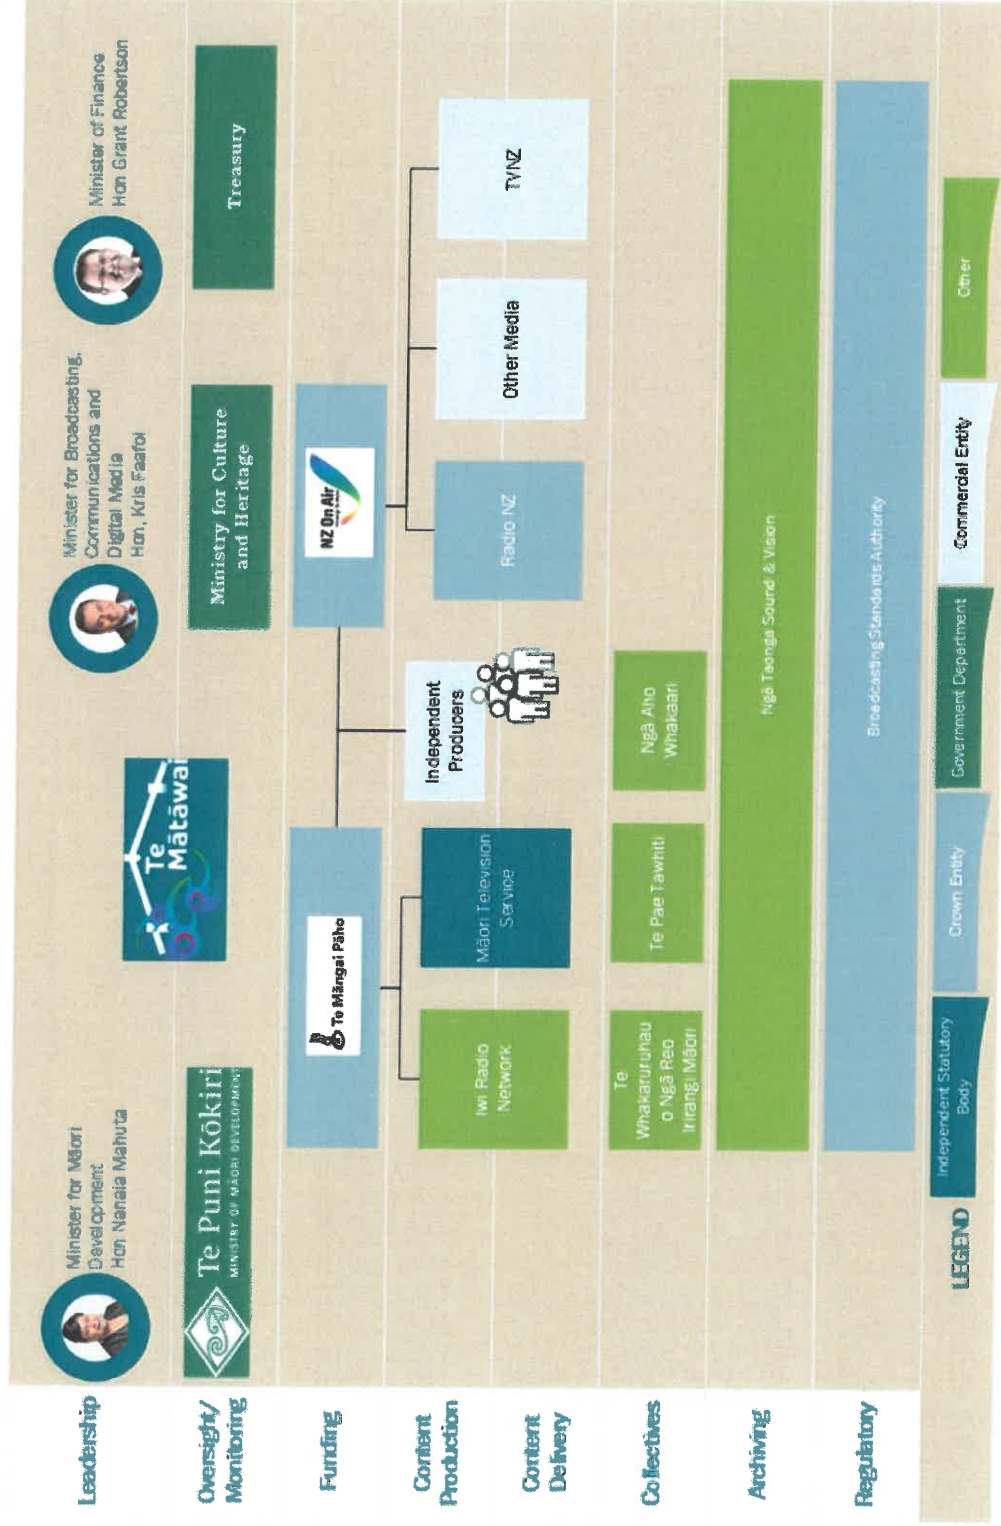 Leadership
Minister for Māori
Development
Hon Nanaia Mahuta
Te
Mātāwai
Minister for Broadcasting,
Communications and
Digital Media
Hon, Kris Faafoi
Minister of Finance
Hon Grant Robertson
Oversight/
Monitoring
Te Puni Kōkiri
MINISTRY OF MĀORI DEVELOPMENT
Ministry for Culture
and Heritage
Treasury
Funding
Te Māngai Pāho
NZ On Air
Content
Production
Content
Delivery
Iwi Radio
Network
Māori Television
Service
Independent
Producers
Radio NZ
Other Media
TVNZ
Collectives
Te
Whakaruruhau
o Ngā Reo
Irirangi Māori
Te Pae Tawhiti
Ngā Aho
Whakaari
Archiving
Ngā Taonga Sound & Vision
Regulatory
Broadcasting Standards Authority
LEGEND
Independent Statutory
Body
Crown Entity
Government Department
Commercial Entity
Other